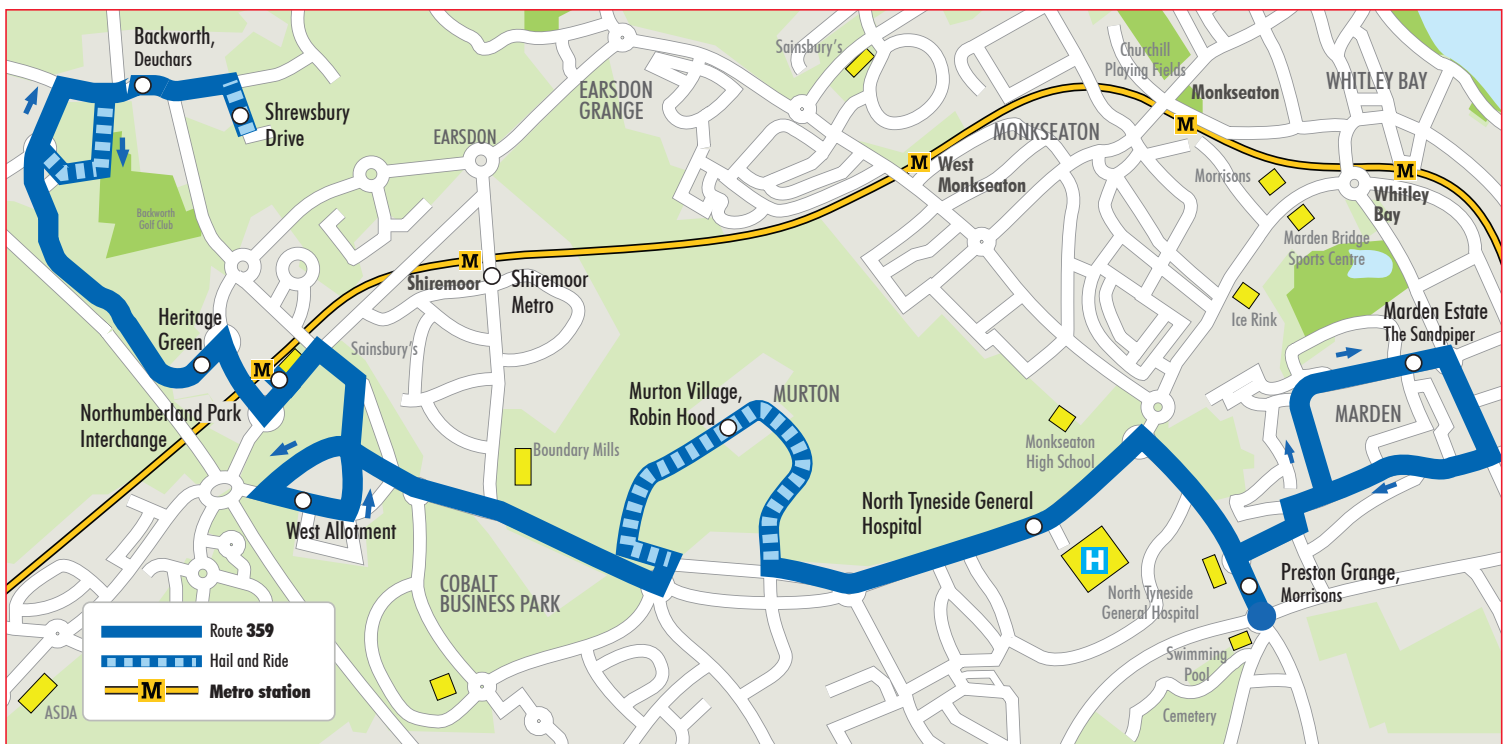 Backworth,
Deuchars
Shrewsbury
Drive
EARSDON
EARSDON
GRANGE
Sainsbury's
Churchill
Playing Fields
Monkseaton
WHITLEY BAY
MONKSEATON
M
M
West
Monkseaton
Morrisons
M
Whitley
Bay
Backworth
Golf Club
Marden Bridge
Sports Centre
M
Shiremoor
Shiremoor
Metro
Ice Rink
Marden Estate
The Sandpiper
Heritage
Green
Sainsbury's
M
Northumberland Park
Interchange
Murton Village,
Robin Hood
MURTON
MARDEN
Boundary Mills
Monkseaton
High School
North Tyneside General
Hospital
West Allotment
H
COBALT
BUSINESS PARK
North Tyneside
General Hospital
Preston Grange,
Morrisons
Swimming
Pool
Cemetery
Route 359
Hail and Ride
M
Metro station
ASDA